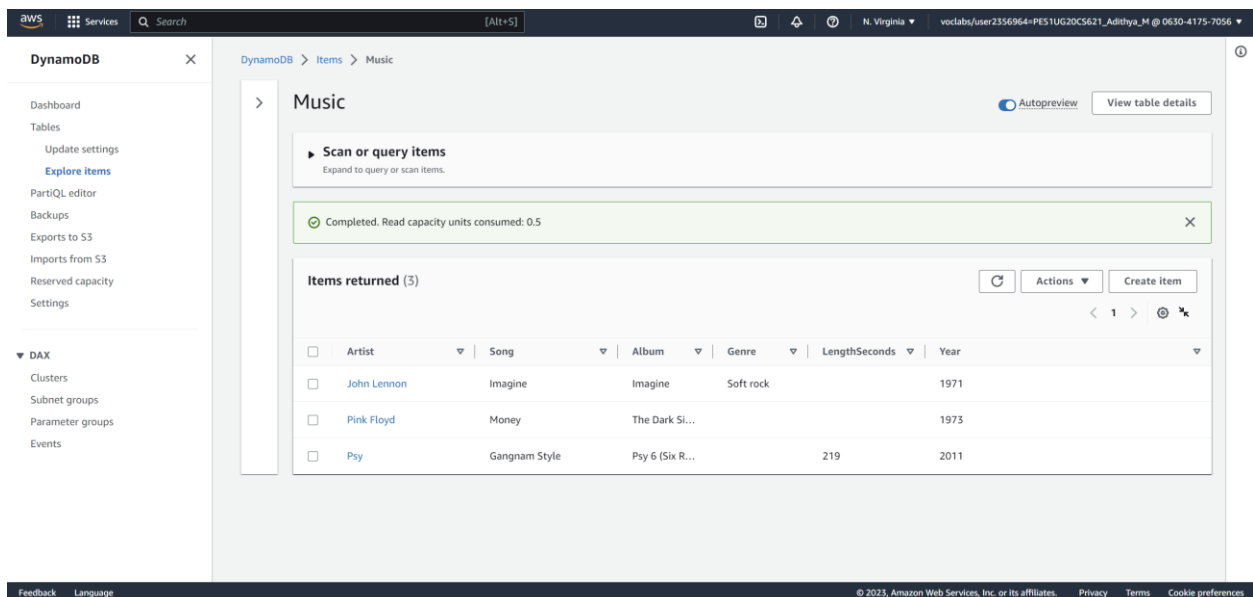 aws Services Search [Alt+S] N. Virginia voclabs/user2356964=PES1UG20CS621_Adithya_M @ 0630-4175-7056
DynamoDB
Dashboard
Tables
Update settings
Explore items
PartiQL editor
Backups
Exports to S3
Imports from S3
Reserved capacity
Settings
DAX
Clusters
Subnet groups
Parameter groups
Events
DynamoDB > Items > Music
Music
Autopreview View table details
Scan or query items
Expand to query or scan items.
Completed. Read capacity units consumed: 0.5
Items returned (3)
Actions Create item
< 1 >
Artist Song Album Genre LengthSeconds Year
John Lennon Imagine Imagine Soft rock 1971
Pink Floyd Money The Dark Si... 1973
Psy Gangnam Style Psy 6 (Six R... 219 2011
Feedback Language © 2023, Amazon Web Services, Inc. or its affiliates. Privacy Terms Cookie preferences